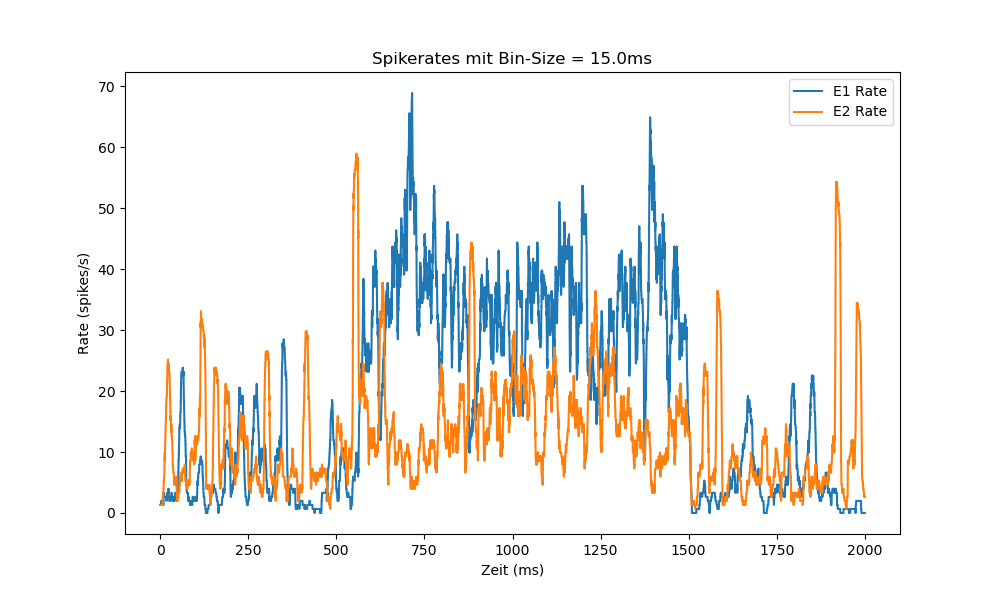 Spikerates mit Bin-Size = 15.0ms
E1 Rate
E2 Rate
Rate (spikes/s)
70
60
50
40
30
20
10
0
0 250 500 750 1000 1250 1500 1750 2000
Zeit (ms)